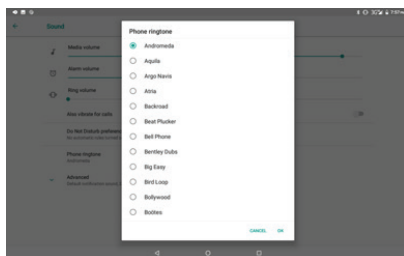 Sound
Phone ringtone
Media volume
Andromeda
Aquila
Alarm volume
Argo Navis
Atria
Ring volume
Backroad
Beat Plucker
Also vibrate for calls
Bell Phone
Do Not Disturb preferences
Bentley Dubs
Phone ringtone
Andromeda
Big Easy
Bird Loop
Advanced
Bollywood
Bootes
CANCEL OK